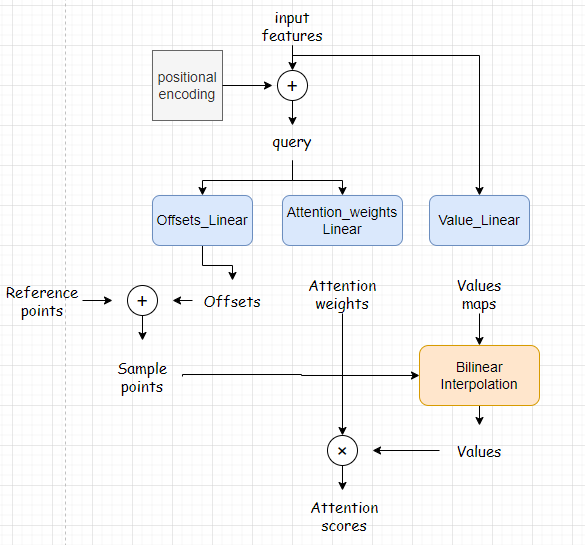 input
features
positional
encoding
+
query
Offsets_Linear
Attention_weights
Linear
Value_Linear
Reference
points
+
Offsets
Attention
weights
Values
maps
Sample
points
Bilinear
Interpolation
×
Values
Attention
scores